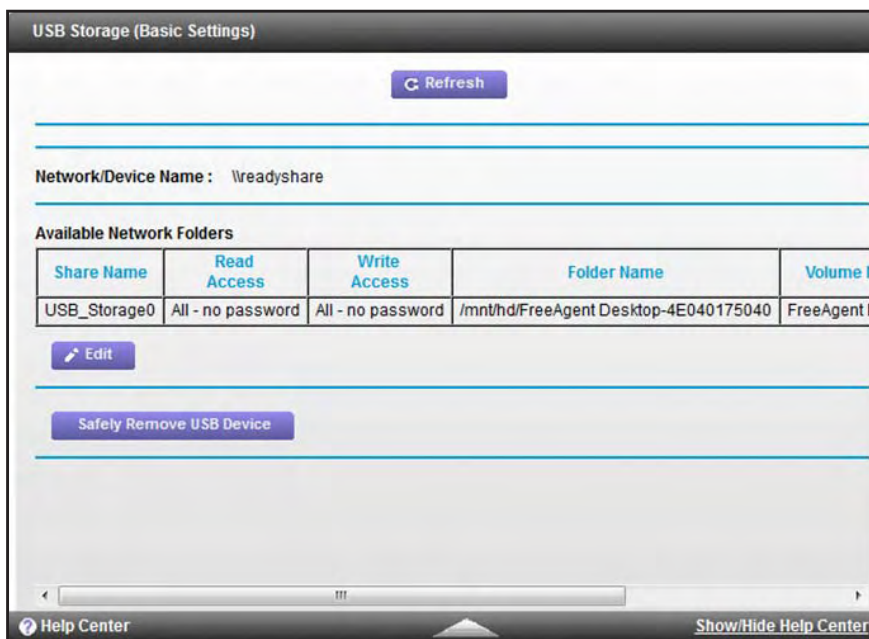 USB Storage (Basic Settings)
Refresh
Network/Device Name : \\readyshare
Available Network Folders
Share Name Read Access Write Access Folder Name Volume
USB_Storage0 All - no password All - no password /mnt/hd/FreeAgent Desktop-4E040175040 FreeAgent
Edit
Safely Remove USB Device
Help Center Show/Hide Help Center